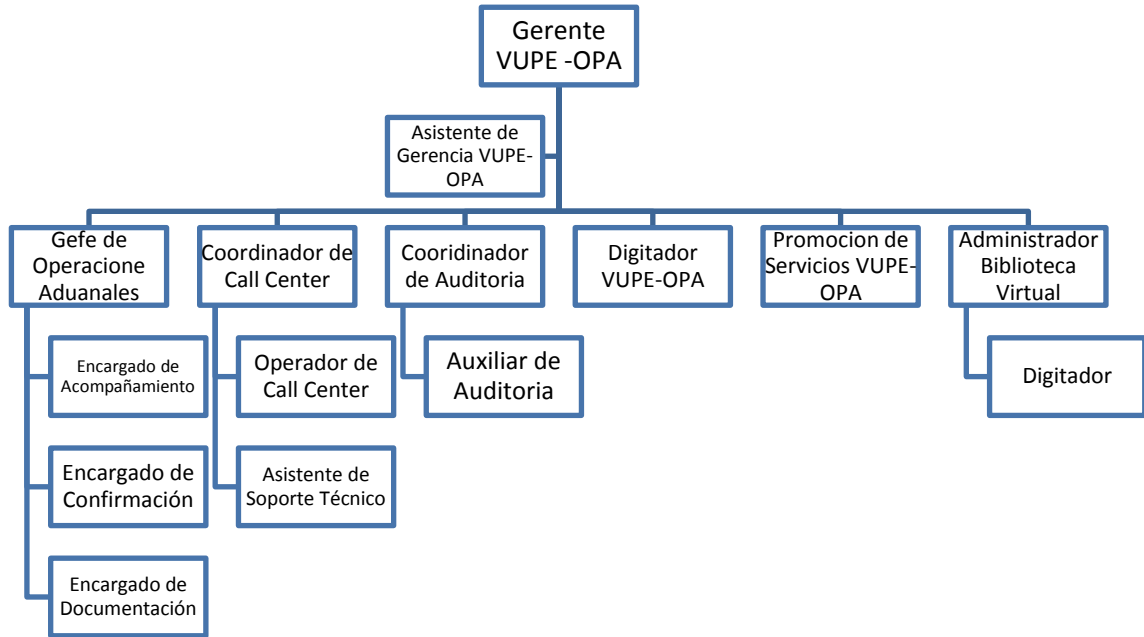 Gerente
VUPE -OPA
Asistente de
Gerencia VUPE-
OPA
Gefe de
Operacione
Aduanales
Coordinador de
Call Center
Cooridinador
de Auditoria
Digitador
VUPE-OPA
Promocion de
Servicios VUPE-
OPA
Administrador
Biblioteca
Virtual
Encargado de
Acompañamiento
Operador de
Call Center
Auxiliar de
Auditoria
Digitador
Encargado de
Confirmación
Asistente de
Soporte Técnico
Encargado de
Documentación